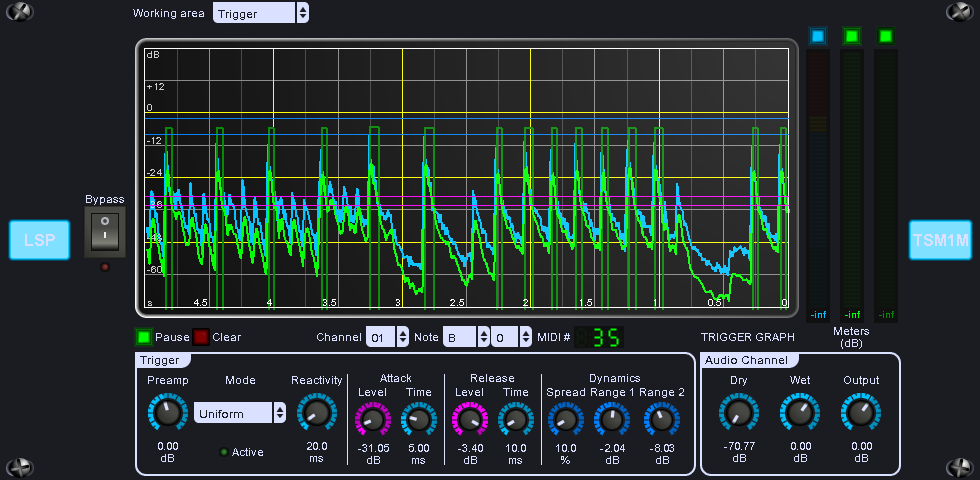 Working area Trigger
dB
+12
0
-12
-24
-36
-48
-60
s 4.5 4 3.5 3 2.5 2 1.5 1 0.5 0
-inf -inf -inf
Meters
(dB)
Bypass
LSP
TSM1M
Pause Clear Channel 01 Note B 0 MIDI # 35 TRIGGER GRAPH
Trigger
Preamp Mode Reactivity
Uniform
0.00
dB
Active
20.0
ms
Attack
Level Time
-31.05 5.00
dB ms
Release
Level Time
-3.40 10.0
dB ms
Dynamics
Spread Range 1 Range 2
10.0 -2.04 -8.03
% dB dB
Audio Channel
Dry Wet Output
-70.77 0.00 0.00
dB dB dB